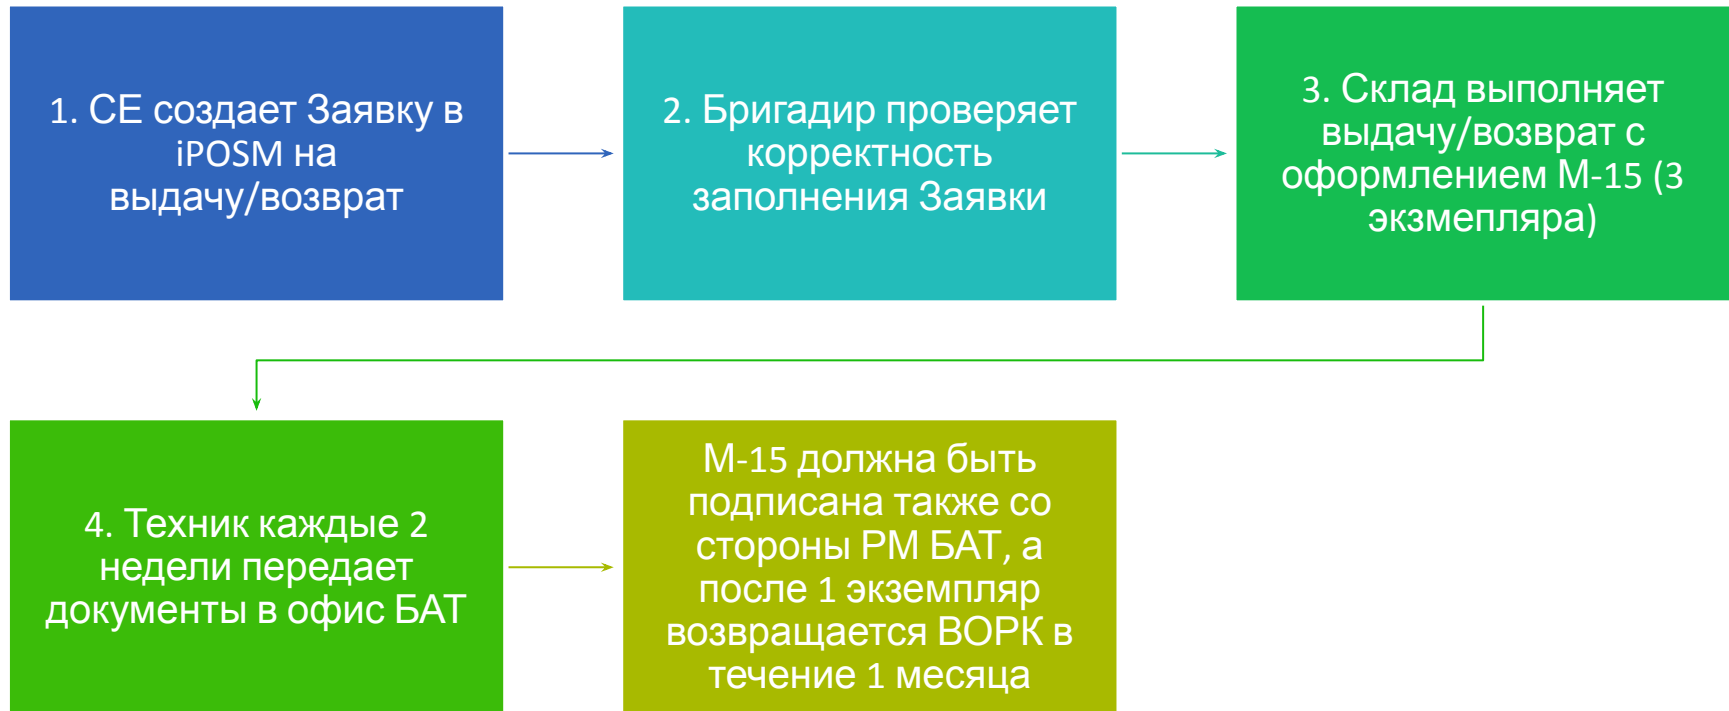 1. СЕ создает Заявку в
iPOSM на
выдачу/возврат
2. Бригадир проверяет
корректность
заполнения Заявки
3. Склад выполняет
выдачу/возврат с
оформлением М-15 (3
экзмепляра)
4. Техник каждые 2
недели передает
документы в офис БАТ
М-15 должна быть
подписана также со
стороны РМ БАТ, а
после 1 экземпляр
возвращается ВОРК в
течение 1 месяца